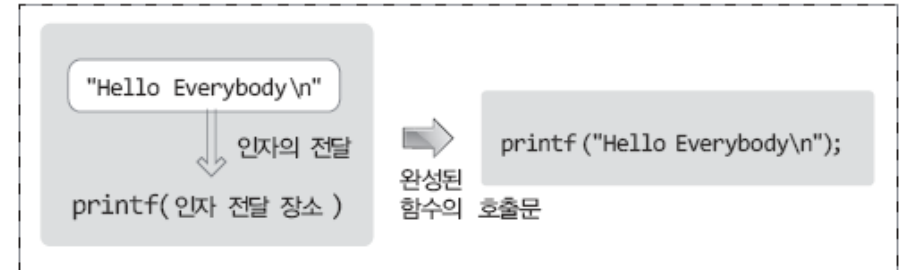 "Hello Everybody\n"
인자의 전달
printf(인자 전달 장소 )
완성된
함수의 호출문
printf("Hello Everybody\n");